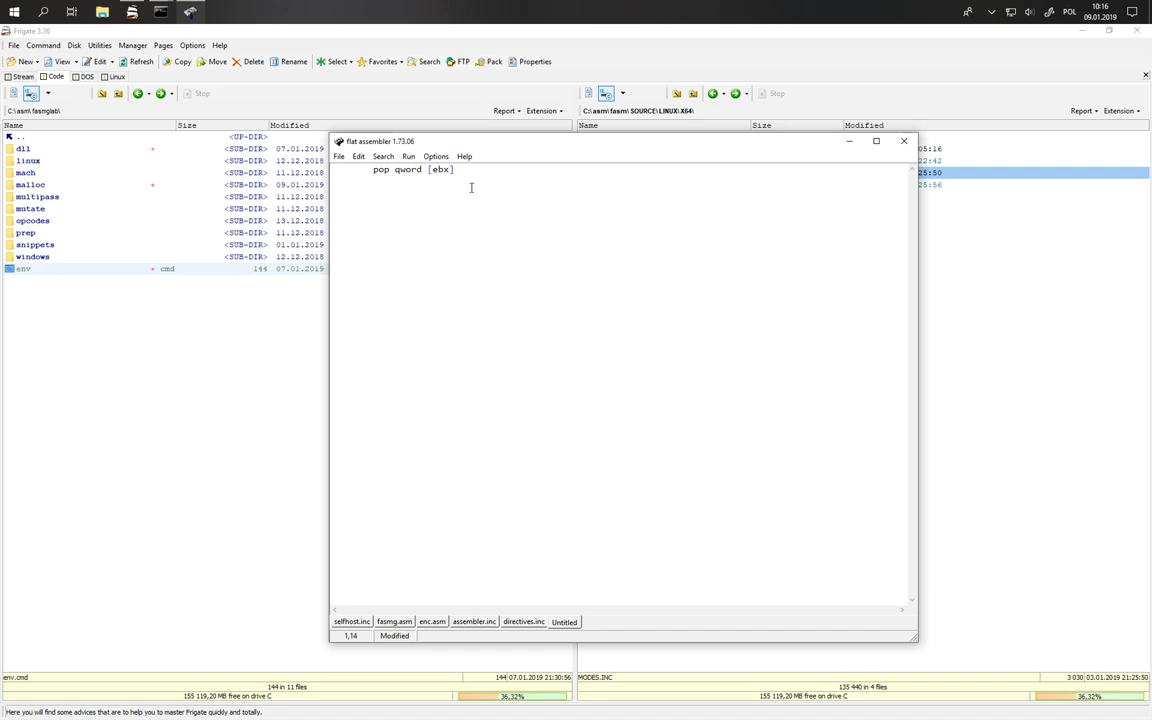 POL
10:16
09.01.2019
Frigate 3.36
File Command Disk Utilities Manager Pages Options Help
New View Edit Refresh Copy Move Delete Rename Select Favorites Search FTP Pack Properties
Stream Code DOS Linux
Stop
Stop
C:\asm\fasmglab\ Report Extension
C:\asm\fasm\SOURCE\LINUX\X64\ Report Extension
Name Size Modified
Name Size Modified
.. <UP-DIR>
dll <SUB-DIR> 07.01.2019
linux <SUB-DIR> 12.12.2018
mach <SUB-DIR> 11.12.2018
malloc <SUB-DIR> 09.01.2019
multipass <SUB-DIR> 11.12.2018
mutate <SUB-DIR> 11.12.2018
opcodes <SUB-DIR> 13.12.2018
prep <SUB-DIR> 11.12.2018
snippets <SUB-DIR> 01.01.2019
windows <SUB-DIR> 12.12.2018
env cmd 144 07.01.2019
05:16
22:42
25:50
25:56
flat assembler 1.73.06
File Edit Search Run Options Help
pop qword [ebx]
selfhost.inc fasmg.asm enc.asm assembler.inc directives.inc Untitled
1,14 Modified
env.cmd 144 07.01.2019 21:30:56
MODES.INC 3 030 03.01.2019 21:25:50
144 in 11 files
135 440 in 4 files
155 119,20 MB free on drive C 36,32%
155 119,20 MB free on drive C 36,32%
Here you will find some advices that are to help you to master Frigate quickly and totally.